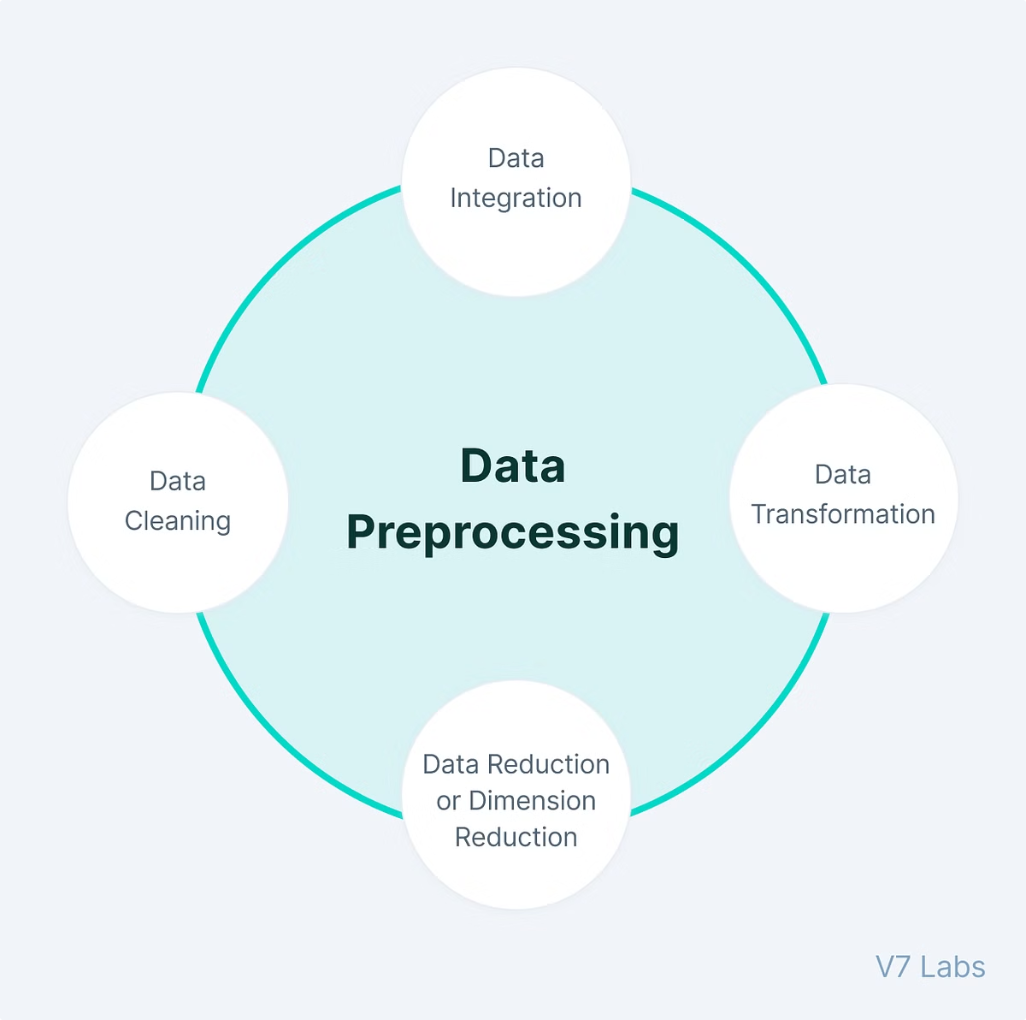 Data
Integration
Data
Cleaning
Data
Preprocessing
Data
Transformation
Data Reduction
or Dimension
Reduction
V7 Labs